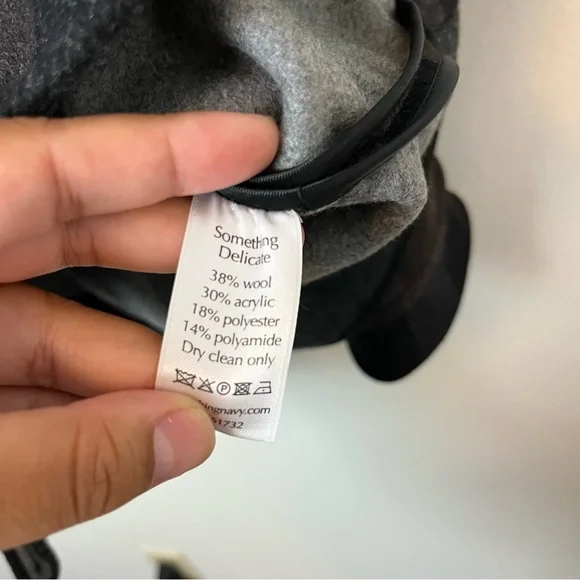 Something
Delicate
38% wool
30% acrylic
18% polyester
14% polyamide
Dry clean only
P